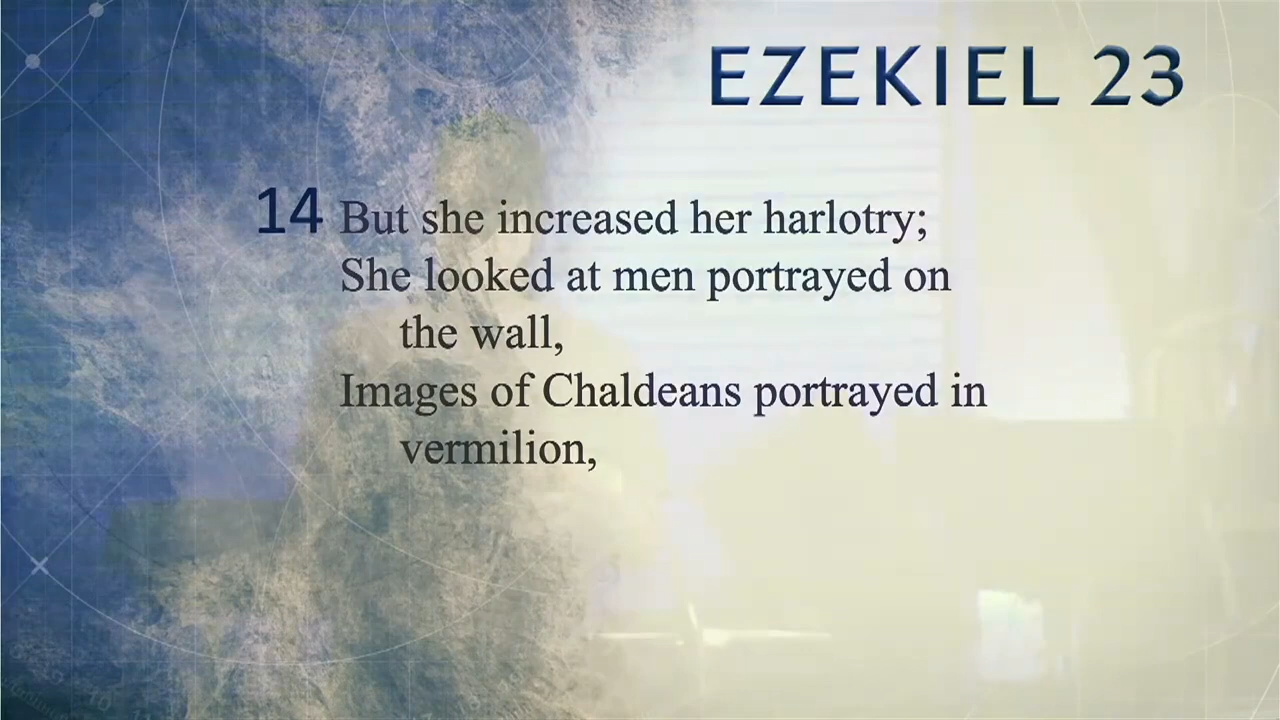 EZEKIEL 23
14 But she increased her harlotry;
She looked at men portrayed on
the wall,
Images of Chaldeans portrayed in
vermilion,